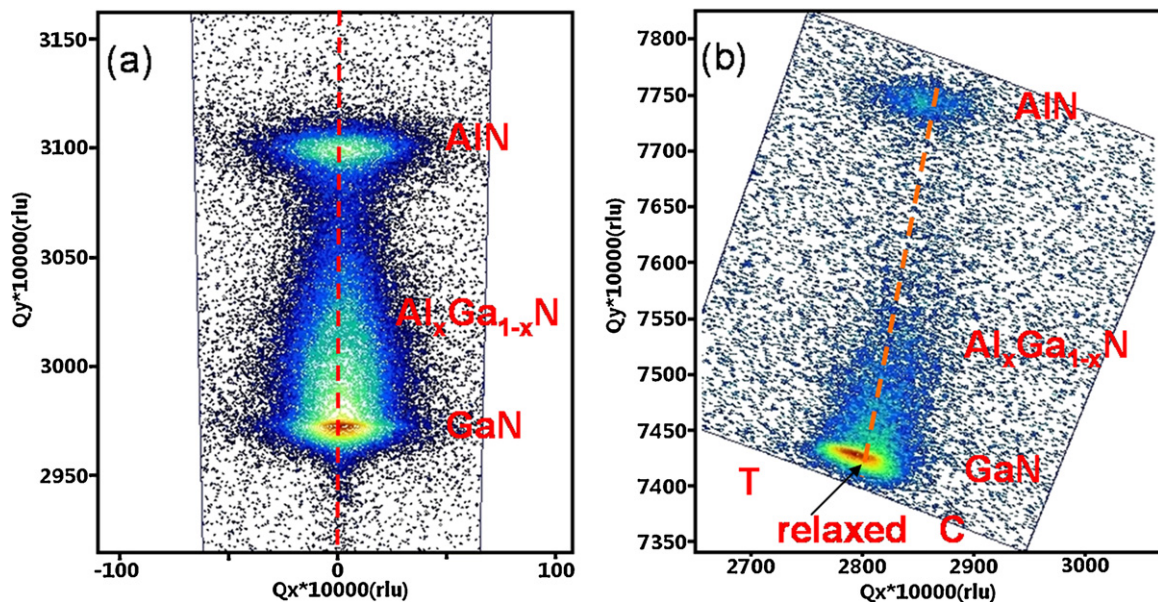 (a)
3150
3100
3050
3000
2950
Qy*10000(rlu)
AlN
AlxGa1-xN
GaN
-100
0
100
Qx*10000(rlu)
(b)
7800
7750
7700
7650
7600
7550
7500
7450
7400
7350
Qy*10000(rlu)
AlN
AlxGa1-xN
GaN
T
relaxed
C
2700
2800
2900
3000
Qx*10000(rlu)